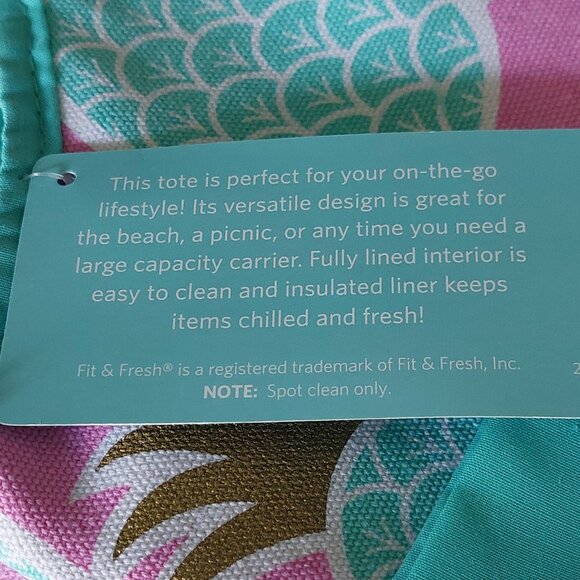 This tote is perfect for your on-the-go
lifestyle! Its versatile design is great for
the beach, a picnic, or any time you need a
large capacity carrier. Fully lined interior is
easy to clean and insulated liner keeps
items chilled and fresh!
Fit & Fresh® is a registered trademark of Fit & Fresh, Inc.
2
NOTE: Spot clean only.